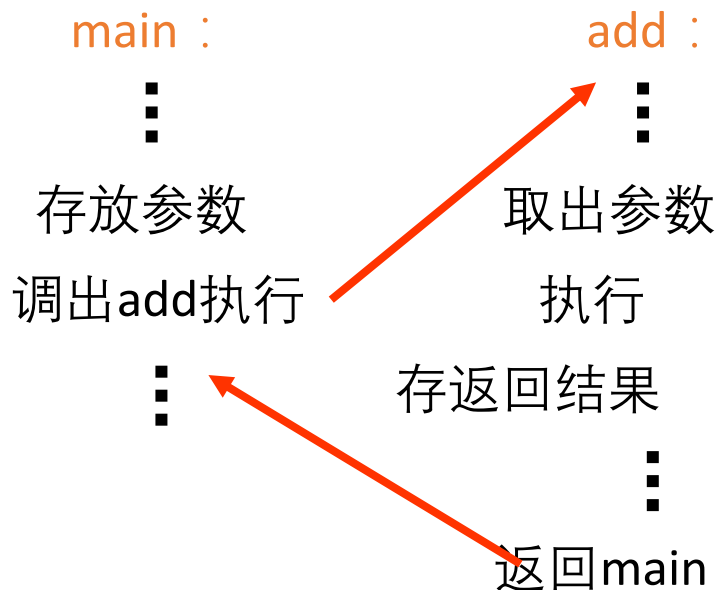 main：
存放参数
调出add执行
add：
取出参数
执行
存返回结果
返回main